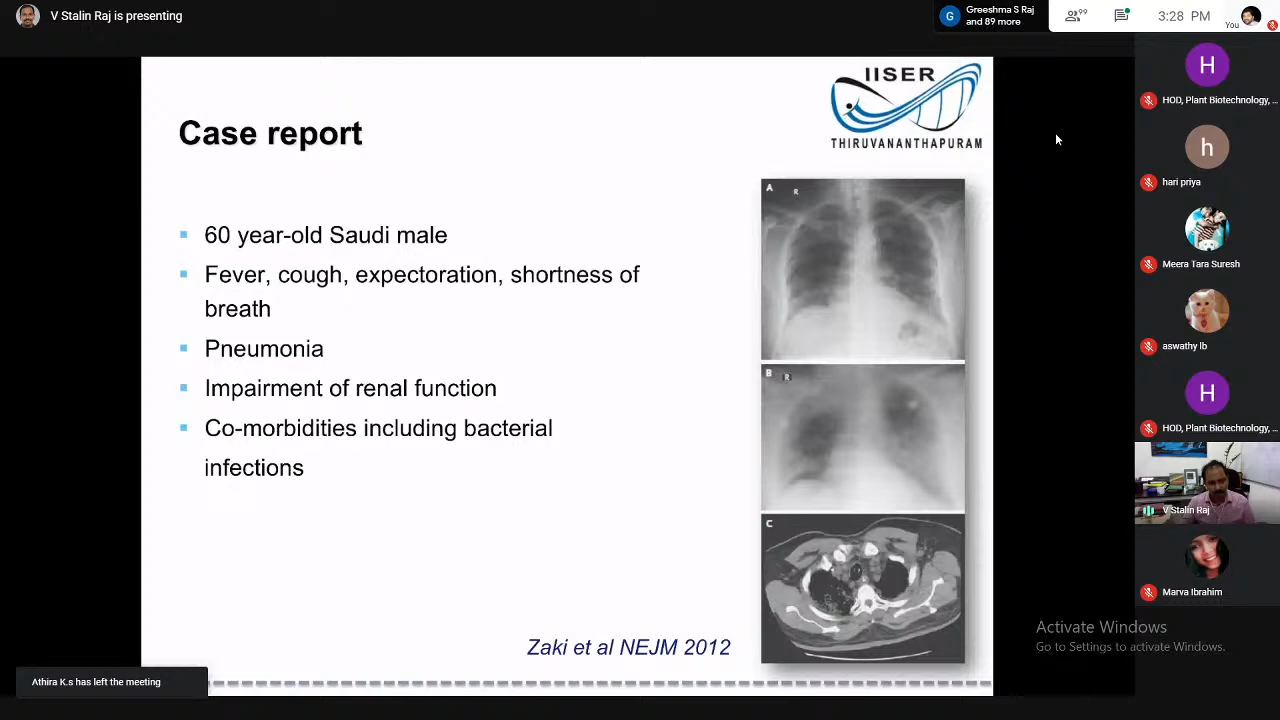 V Stalin Raj is presenting
G
Greeshma S Raj
and 89 more
99
3:28 PM
You
Case report
IISER
THIRUVANANTHAPURAM
60 year-old Saudi male
Fever, cough, expectoration, shortness of
breath
Pneumonia
Impairment of renal function
Co-morbidities including bacterial
infections
A
R
B
R
C
Zaki et al NEJM 2012
H
HOD, Plant Biotechnology, ...
h
hari priya
Meera Tara Suresh
aswathy lb
H
HOD, Plant Biotechnology, ...
V Stalin Raj
Marva Ibrahim
Activate Windows
Go to Settings to activate Windows.
Athira K.s has left the meeting